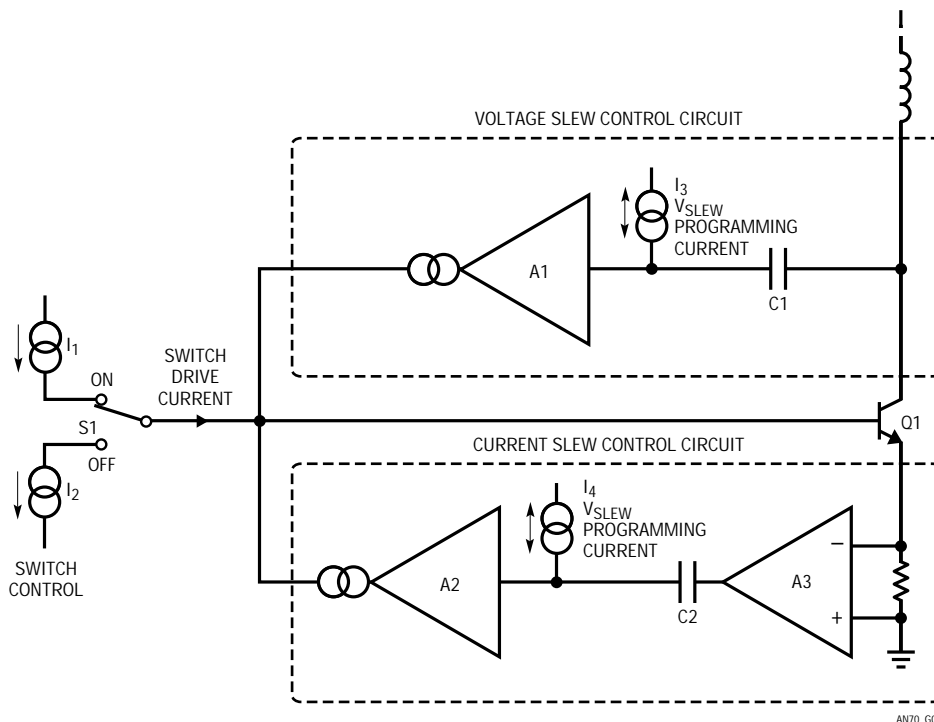 VOLTAGE SLEW CONTROL CIRCUIT
I3
VSLEW
PROGRAMMING
CURRENT
A1
C1
I1
ON
SWITCH
DRIVE
CURRENT
S1
OFF
I2
SWITCH
CONTROL
Q1
CURRENT SLEW CONTROL CIRCUIT
I4
VSLEW
PROGRAMMING
CURRENT
A2
C2
A3
−
+